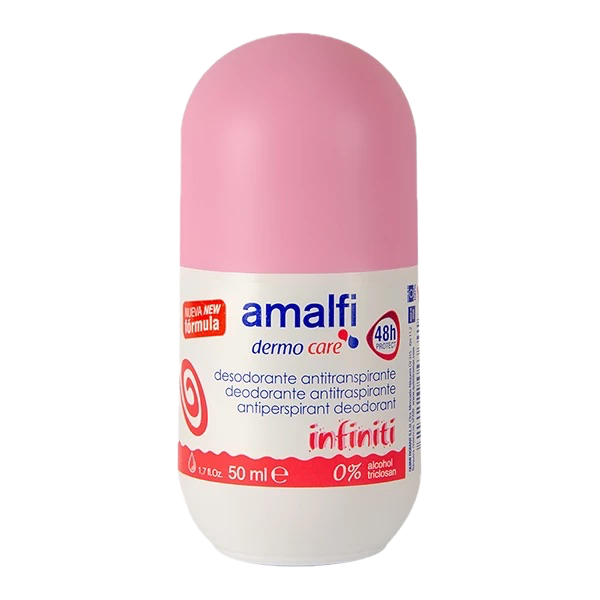 NUEVA NEW
fórmula
amalfi
dermo care
48h
PROTECT
desodorante antitranspirante
deodorante antitraspirante
antiperspirant deodorant
infiniti
1.7 fl.Oz. 50 ml e
0% alcohol
triclosan